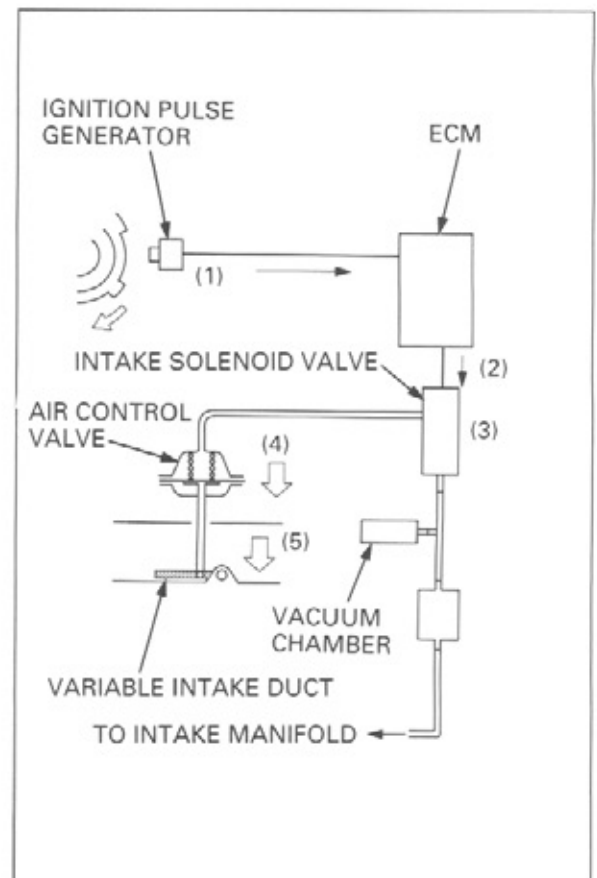 IGNITION PULSE
GENERATOR
ECM
(1)
(2)
INTAKE SOLENOID VALVE
(3)
AIR CONTROL
VALVE
(4)
(5)
VACUUM
CHAMBER
VARIABLE INTAKE DUCT
TO INTAKE MANIFOLD